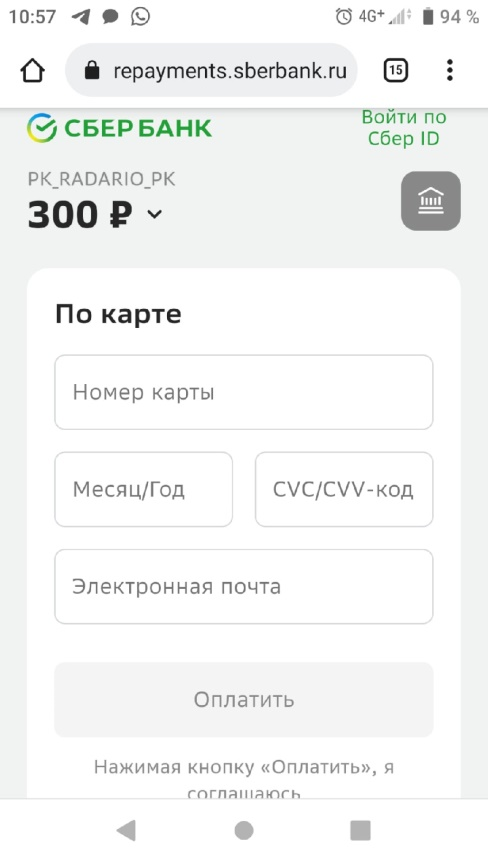 10:57 4G+ 94 %
repayments.sberbank.ru 15
СБЕР БАНК
Войти по
Сбер ID
PK_RADARIO_PK
300 ₽
По карте
Номер карты
Месяц/Год CVC/CVV-код
Электронная почта
Оплатить
Нажимая кнопку «Оплатить», я
соглашаюсь